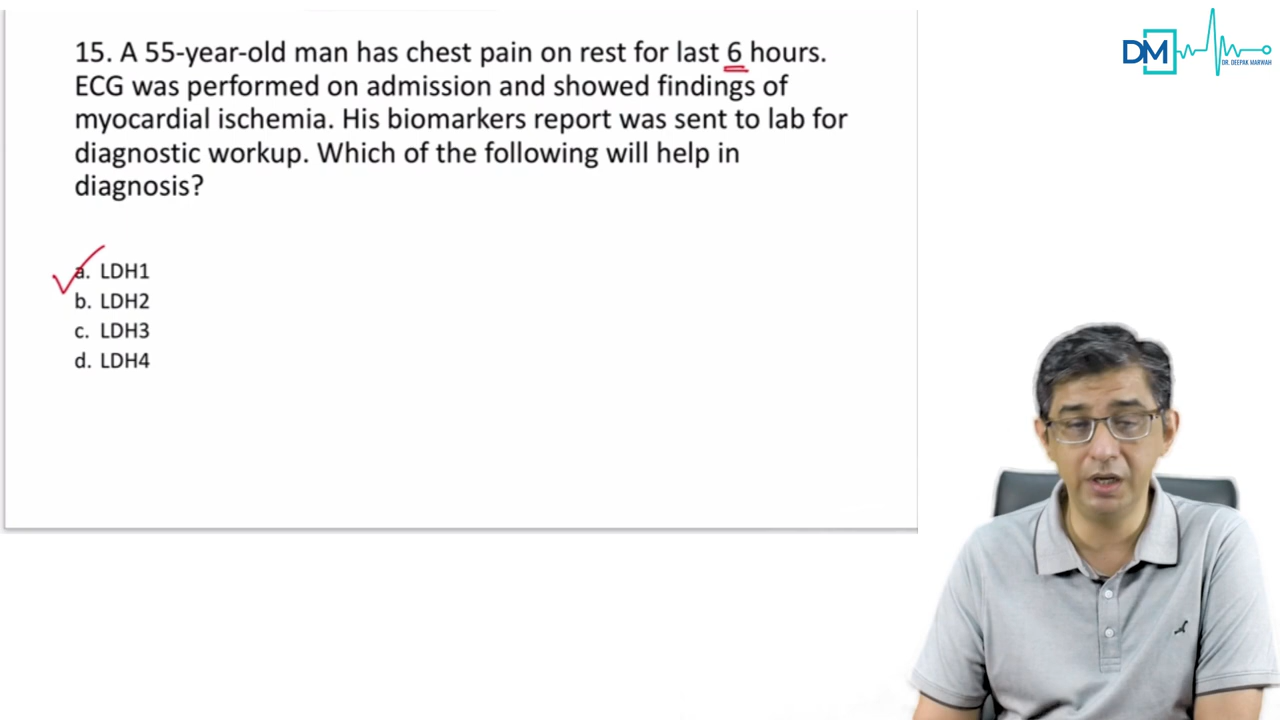 15. A 55-year-old man has chest pain on rest for last 6 hours.
ECG was performed on admission and showed findings of
myocardial ischemia. His biomarkers report was sent to lab for
diagnostic workup. Which of the following will help in
diagnosis?
a. LDH1
b. LDH2
c. LDH3
d. LDH4
DM
DR. DEEPAK MARWAH